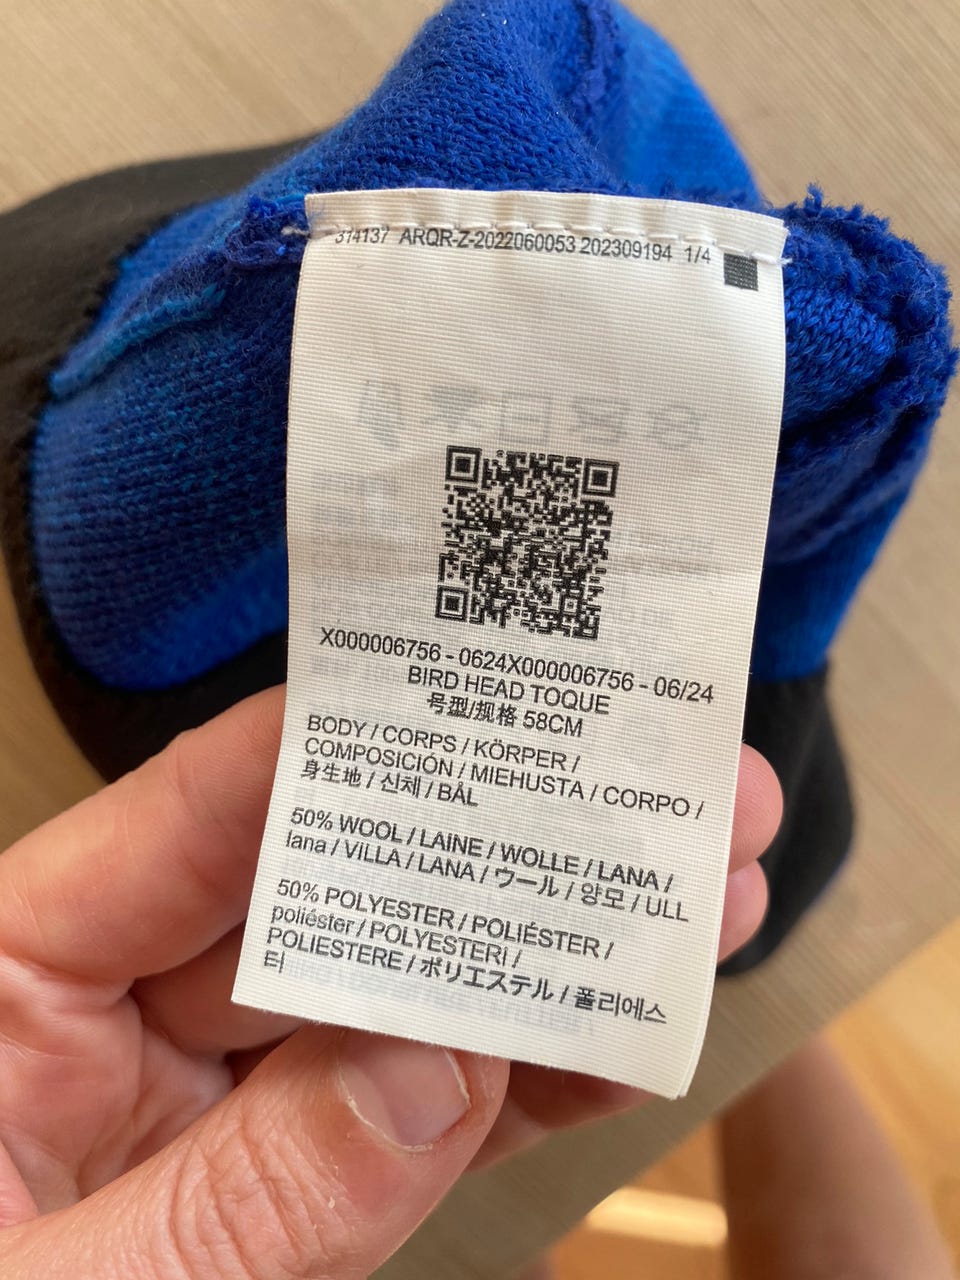 314137 ARQR-Z-2022060053 202309194 1/4
X000006756 - 0624X000006756 - 06/24
BIRD HEAD TOQUE
号型/规格 58CM
BODY / CORPS / KÖRPER /
COMPOSICIÓN / MIEHUSTA / CORPO /
身生地 / 신체 / BÅL
50% WOOL / LAINE / WOLLE / LANA /
lana / VILLA / LANA / ウール / 양모 / ULL
50% POLYESTER / POLIÉSTER /
poliéster / POLYESTERI /
POLIESTERE / ポリエステル / 폴리에스
터